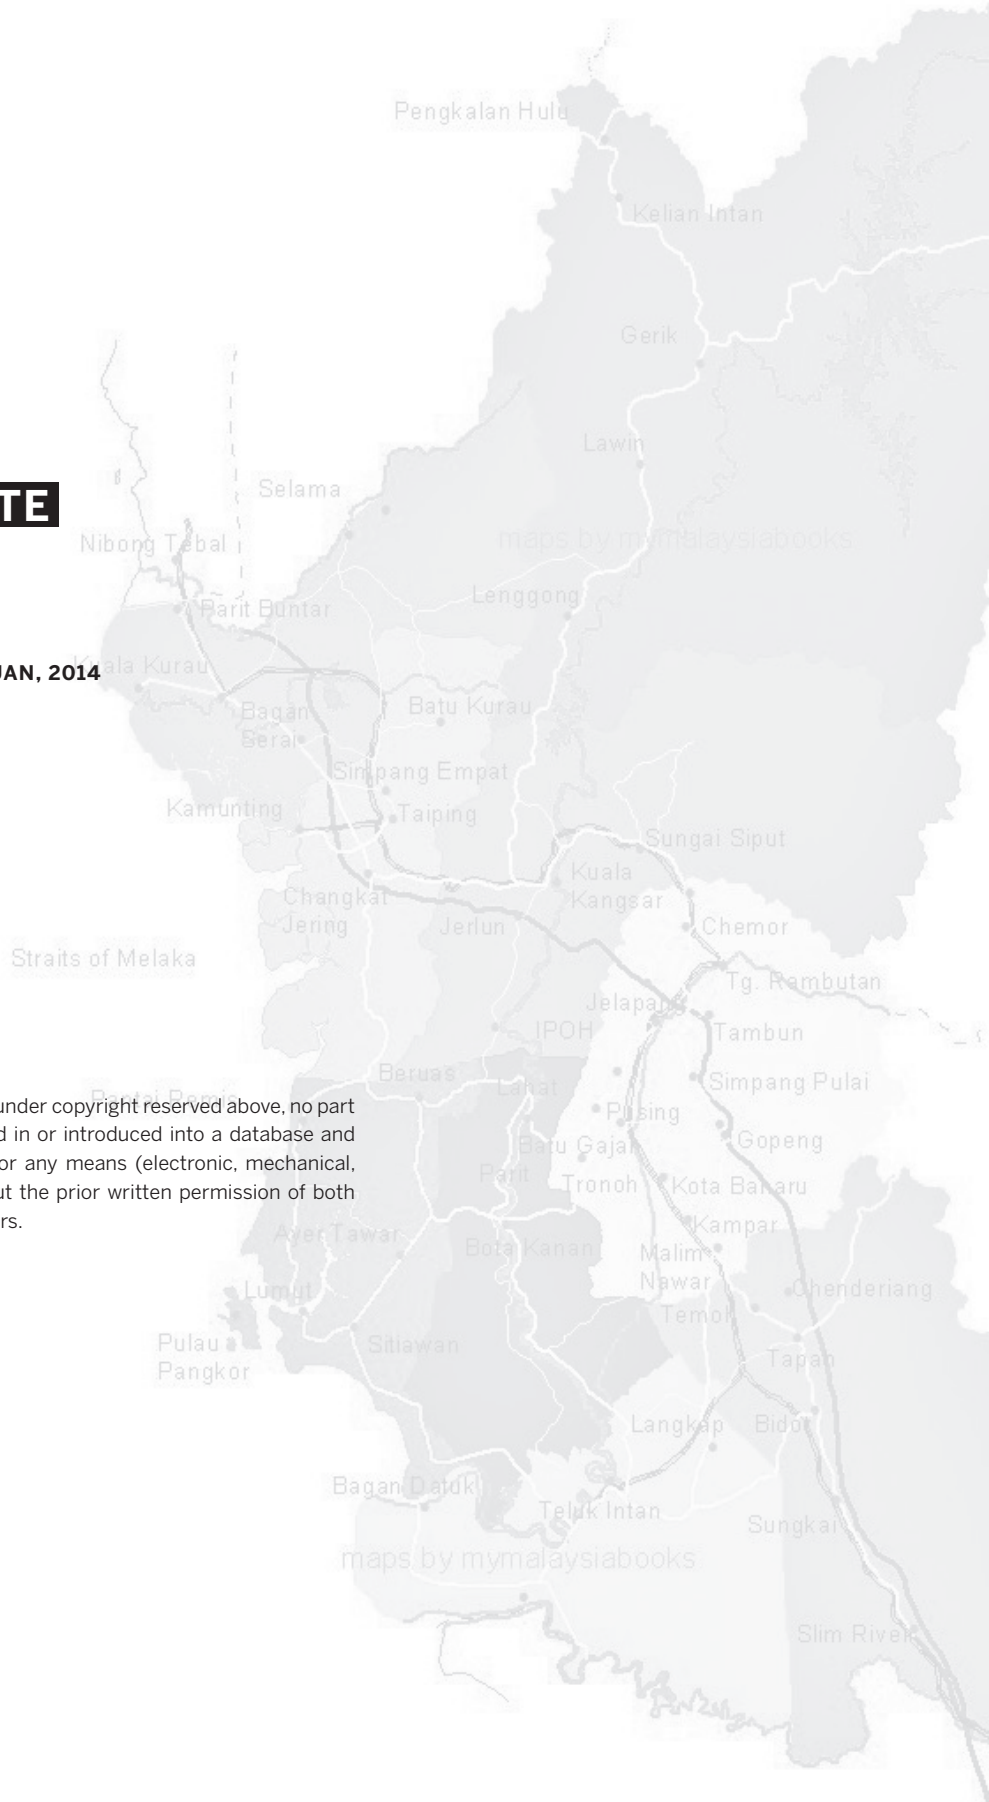 Pengkalan Hulu
Kelian Intan
Gerik
Lawin
Selama
TE
maps by mymalaysiabooks
Nibong Tebal
Lenggong
Parit Buntar
Kuala Kurau
JAN, 2014
Batu Kurau
Bagan
Serai
Simpang Empat
Kamunting
Taiping
Sungai Siput
Kuala
Kangsar
Changkat
Jering
Jerlun
Chemor
Straits of Melaka
Tg. Rambutan
Jelapang
IPOH
Tambun
Beruas
Lahat
Simpang Pulai
Pantai Remis
under copyright reserved above, no part
d in or introduced into a database and
or any means (electronic, mechanical,
ut the prior written permission of both
rs.
Pusing
Batu Gajah
Gopeng
Parit
Tronoh
Kota Baharu
Kampar
Ayer Tawar
Bota Kanan
Malim
Nawar
Lumut
Chenderiang
Temoh
Pulau
Pangkor
Sitiawan
Tapah
Langkap
Bidor
Bagan Datuk
Teluk Intan
Sungkai
maps by mymalaysiabooks
Slim River